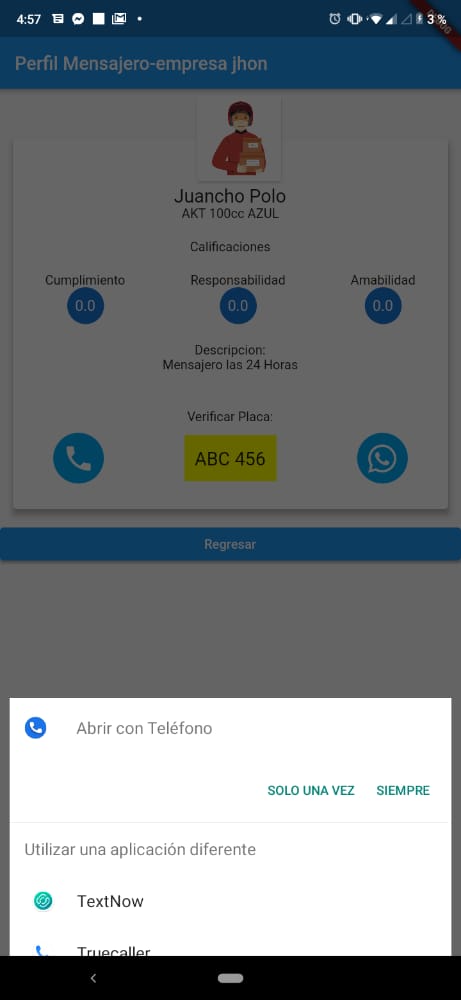 4:57
3 %
DEBUG
Perfil Mensajero-empresa jhon
Juancho Polo
AKT 100cc AZUL
Calificaciones
Cumplimiento Responsabilidad Amabilidad
0.0 0.0 0.0
Descripcion:
Mensajero las 24 Horas
Verificar Placa:
ABC 456
Regresar
Abrir con Teléfono
SOLO UNA VEZ SIEMPRE
Utilizar una aplicación diferente
TextNow
Truecaller